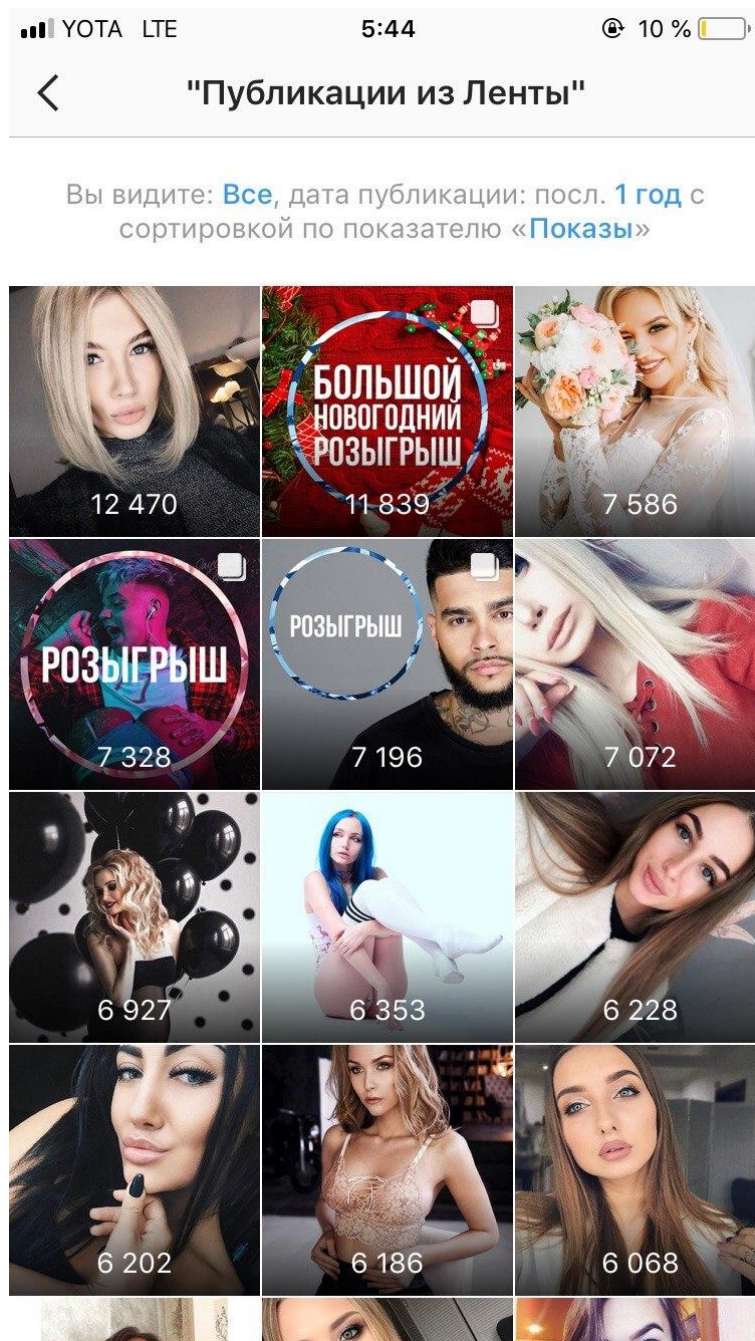 YOTA LTE 5:44 10 %
"Публикации из Ленты"
Вы видите: Все, дата публикации: посл. 1 год с
сортировкой по показателю «Показы»
12 470
БОЛЬШОЙ
НОВОГОДНИЙ
РОЗЫГРЫШ
11 839
7 586
РОЗЫГРЫШ
7 328
РОЗЫГРЫШ
7 196
7 072
6 927
6 353
6 228
6 202
6 186
6 068